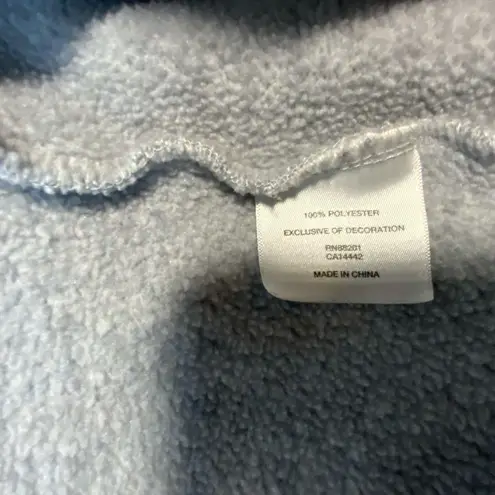 100% POLYESTER
EXCLUSIVE OF DECORATION
RN88201
CA14442
MADE IN CHINA